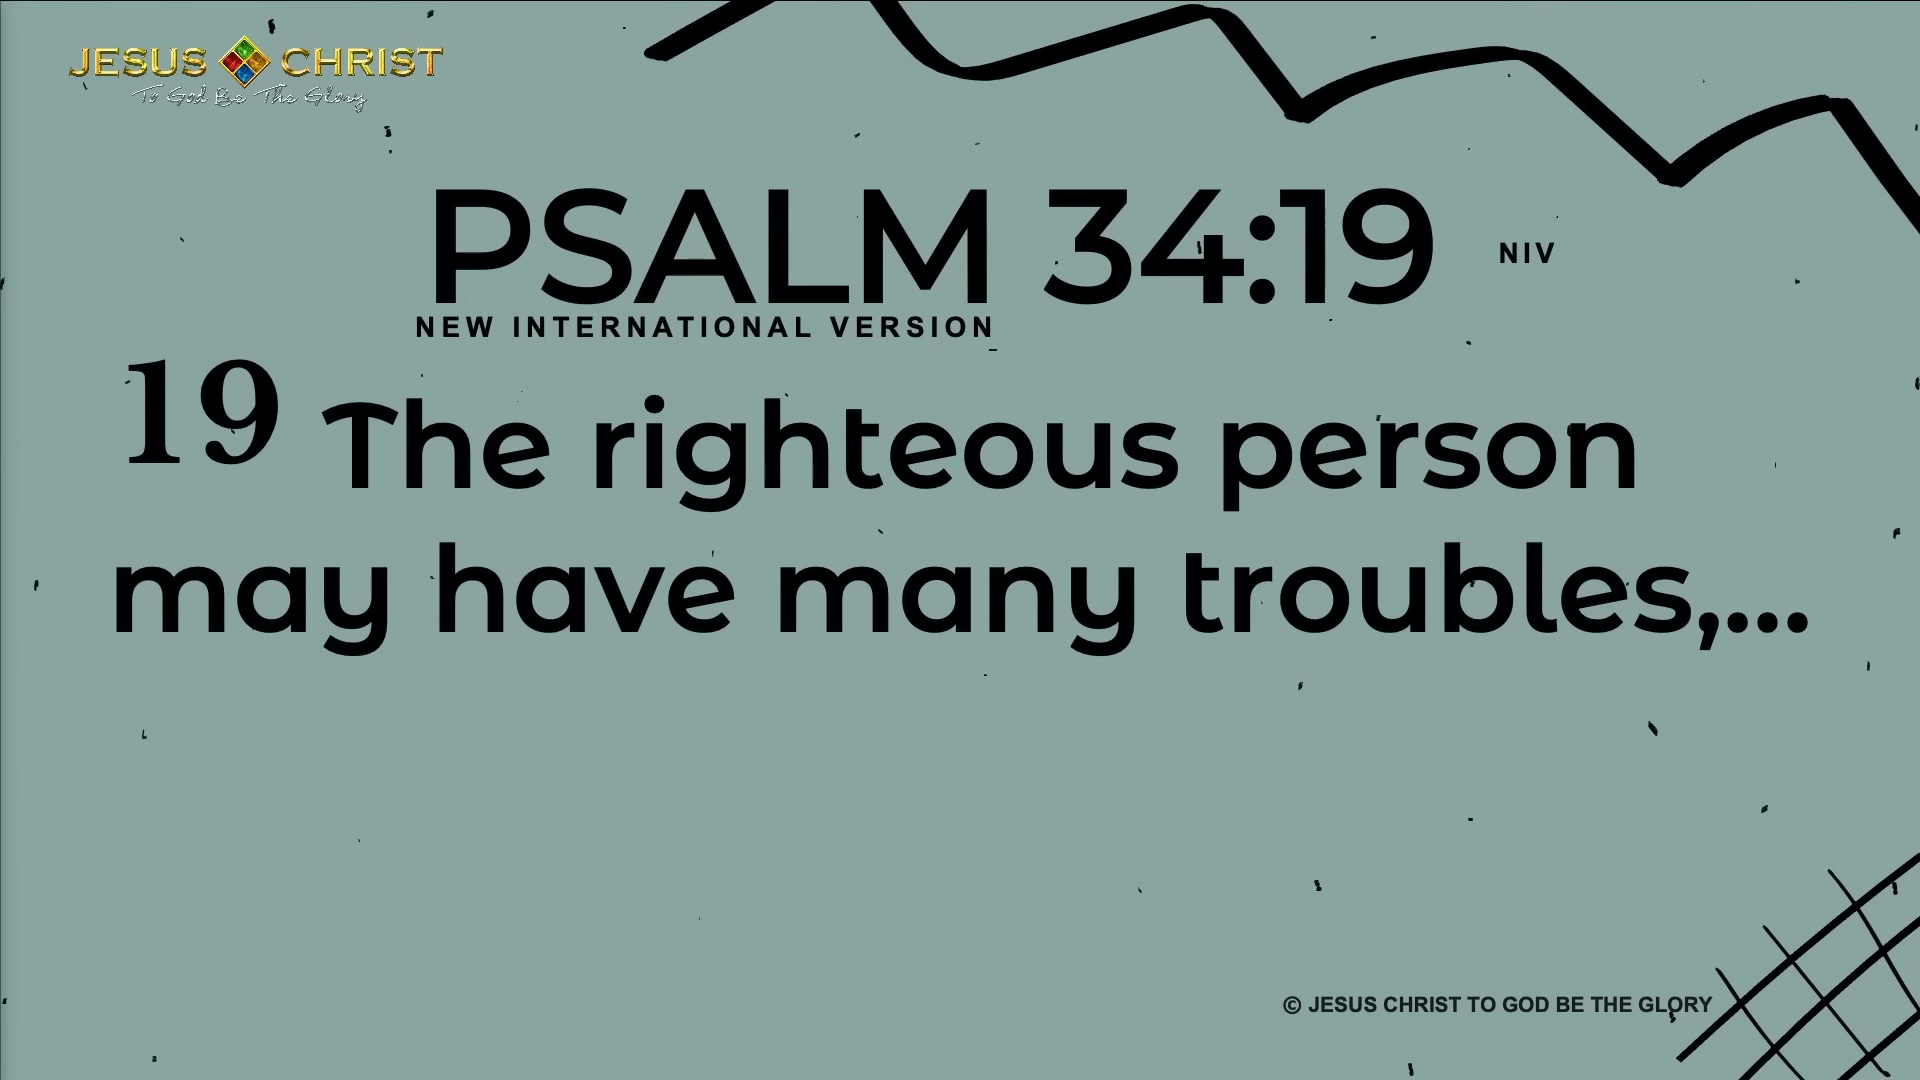 JESUS CHRIST
To God Be The Glory
PSALM 34:19 NIV
NEW INTERNATIONAL VERSION
19 The righteous person
may have many troubles,...
© JESUS CHRIST TO GOD BE THE GLORY